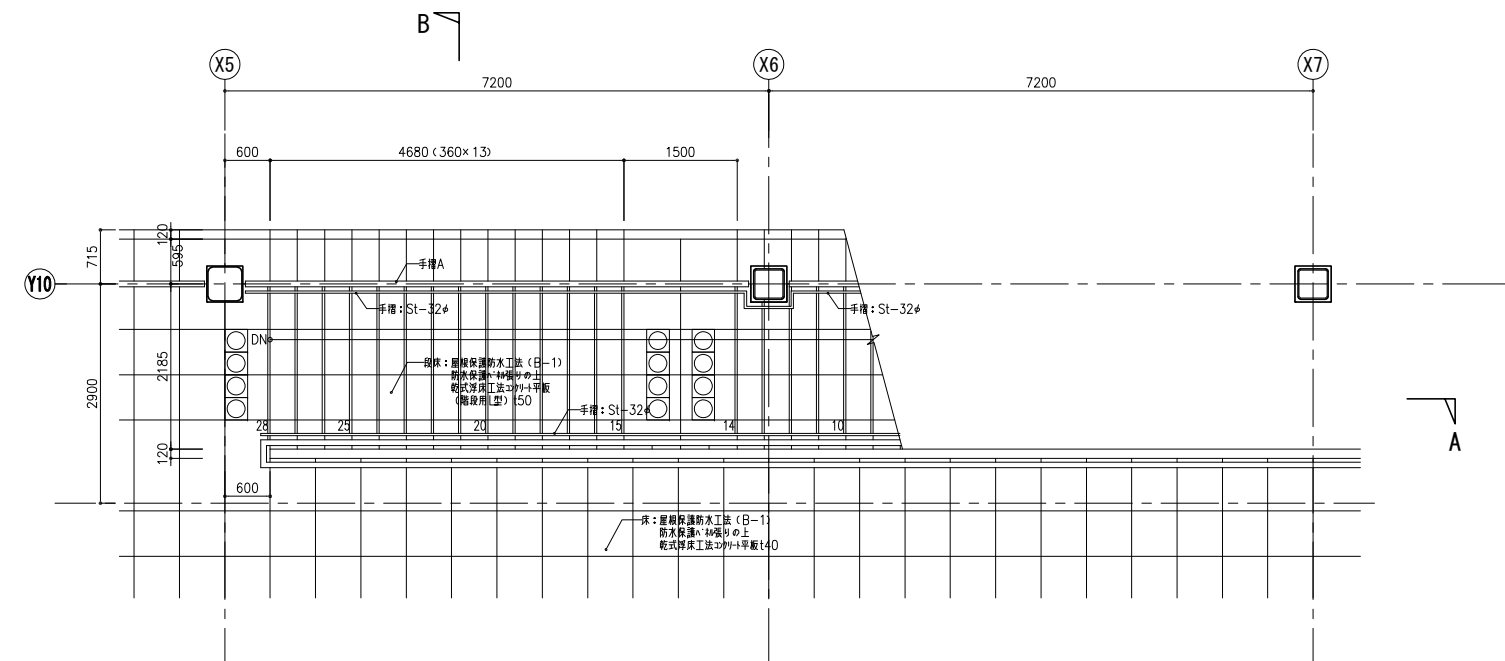 B
X5
X6
X7
7200
7200
600
4680 (360×13)
1500
120
595
715
Y10
手摺A
手摺：St-32φ
手摺：St-32φ
DN
段床：屋根保護防水工法（B-1）
防水保護ﾊﾟﾈﾙ張りの上
乾式浮床工法ｺﾝｸﾘｰﾄ平板
（階段用L型）t50
2185
2900
手摺：St-32φ
28
25
20
15
14
10
A
120
600
床：屋根保護防水工法（B-1）
防水保護ﾊﾟﾈﾙ張りの上
乾式浮床工法ｺﾝｸﾘｰﾄ平板t40